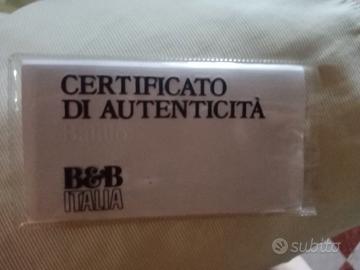 CERTIFICATO
DI AUTENTICITÀ
B&B
ITALIA
subito